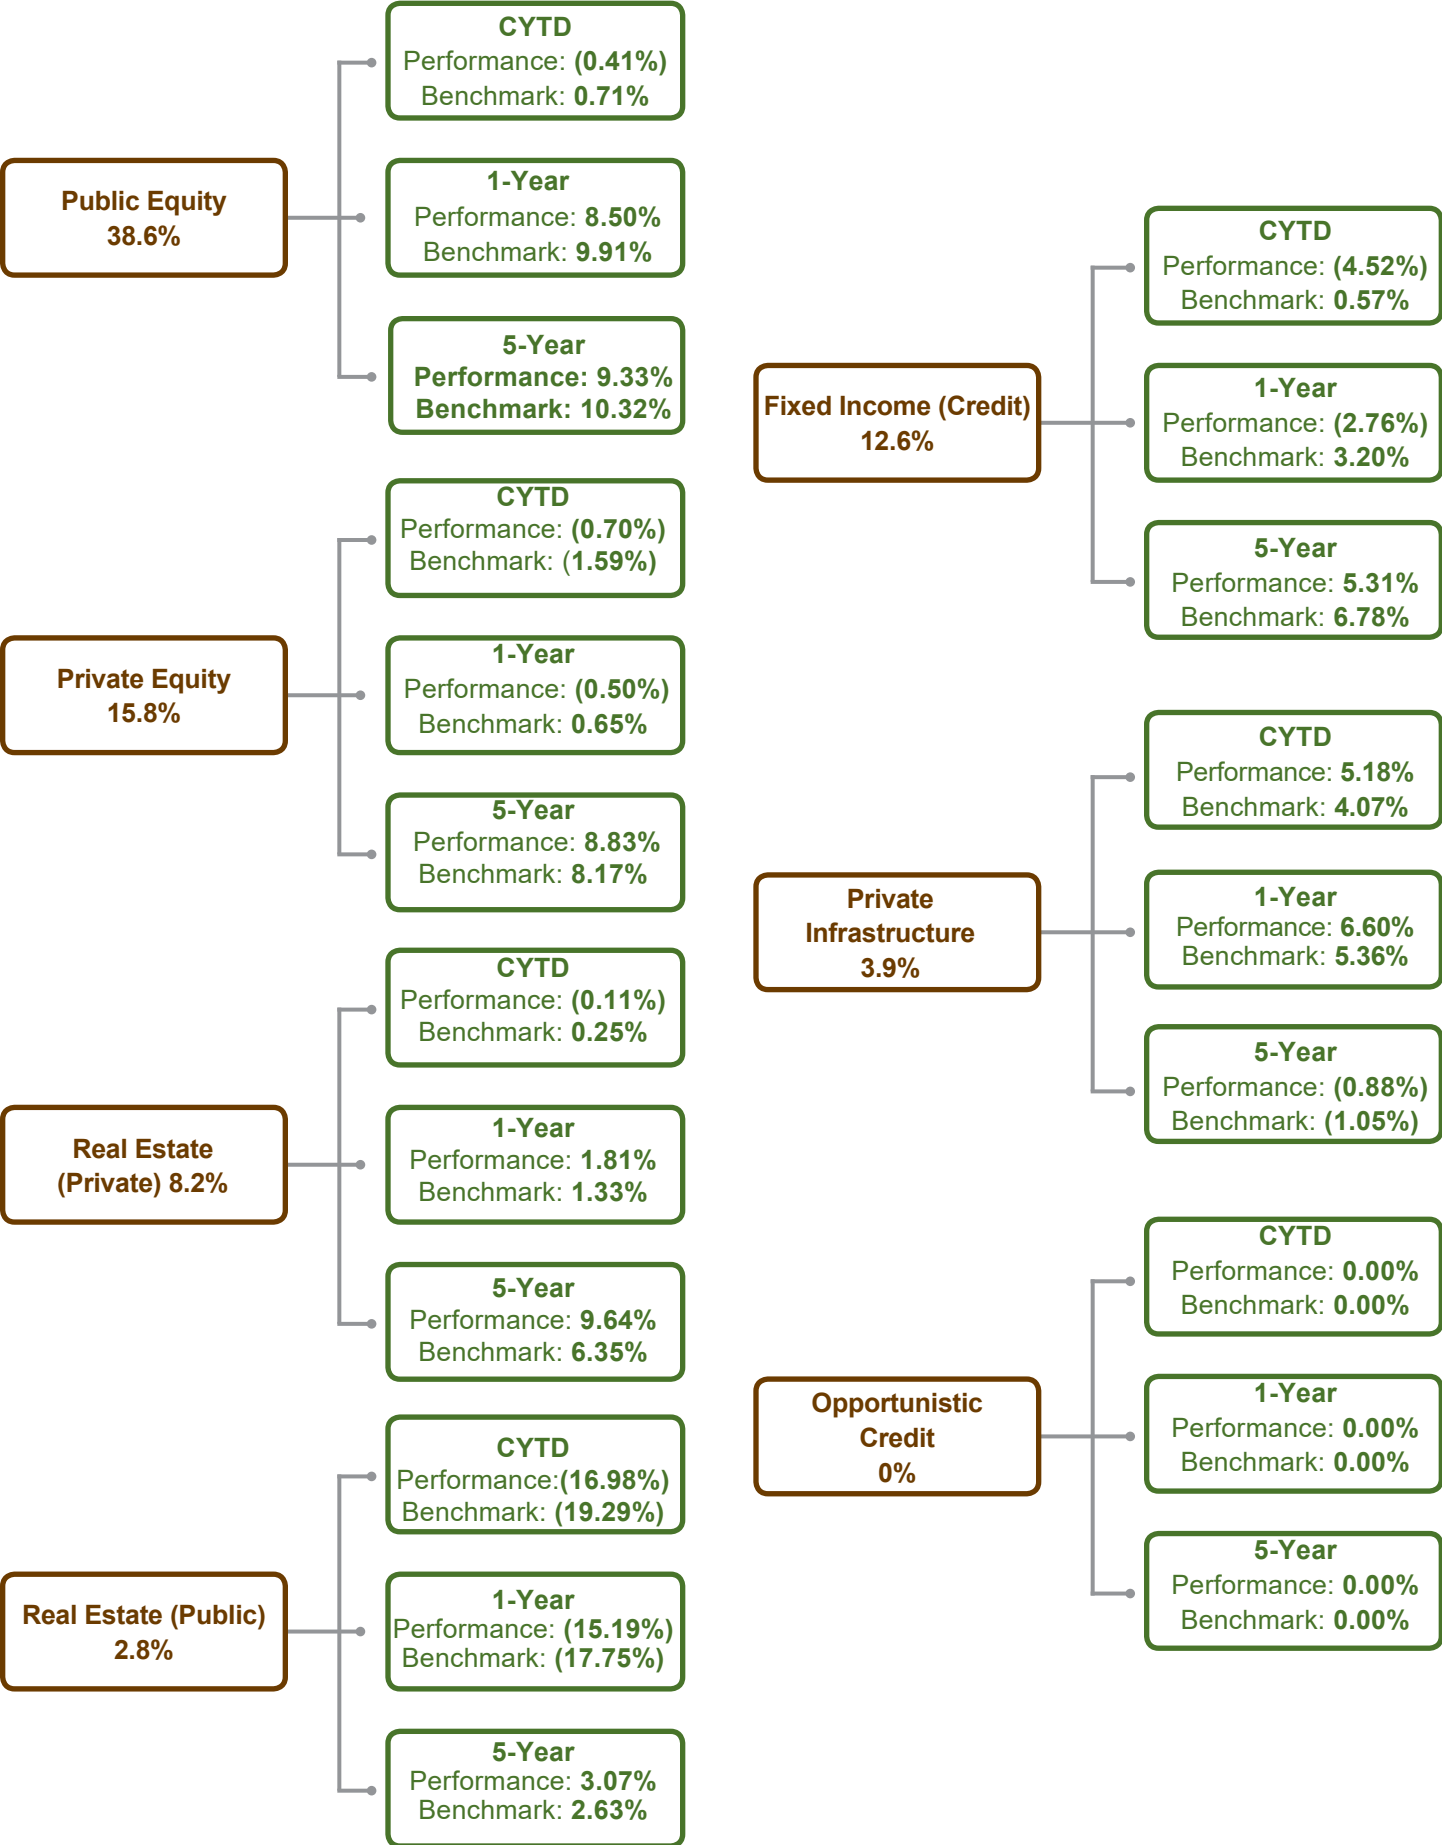 Public Equity
38.6%
CYTD
Performance: (0.41%)
Benchmark: 0.71%
1-Year
Performance: 8.50%
Benchmark: 9.91%
5-Year
Performance: 9.33%
Benchmark: 10.32%
Private Equity
15.8%
CYTD
Performance: (0.70%)
Benchmark: (1.59%)
1-Year
Performance: (0.50%)
Benchmark: 0.65%
5-Year
Performance: 8.83%
Benchmark: 8.17%
Real Estate
(Private) 8.2%
CYTD
Performance: (0.11%)
Benchmark: 0.25%
1-Year
Performance: 1.81%
Benchmark: 1.33%
5-Year
Performance: 9.64%
Benchmark: 6.35%
Real Estate (Public)
2.8%
CYTD
Performance:(16.98%)
Benchmark: (19.29%)
1-Year
Performance: (15.19%)
Benchmark: (17.75%)
5-Year
Performance: 3.07%
Benchmark: 2.63%
Fixed Income (Credit)
12.6%
CYTD
Performance: (4.52%)
Benchmark: 0.57%
1-Year
Performance: (2.76%)
Benchmark: 3.20%
5-Year
Performance: 5.31%
Benchmark: 6.78%
Private
Infrastructure
3.9%
CYTD
Performance: 5.18%
Benchmark: 4.07%
1-Year
Performance: 6.60%
Benchmark: 5.36%
5-Year
Performance: (0.88%)
Benchmark: (1.05%)
Opportunistic
Credit
0%
CYTD
Performance: 0.00%
Benchmark: 0.00%
1-Year
Performance: 0.00%
Benchmark: 0.00%
5-Year
Performance: 0.00%
Benchmark: 0.00%